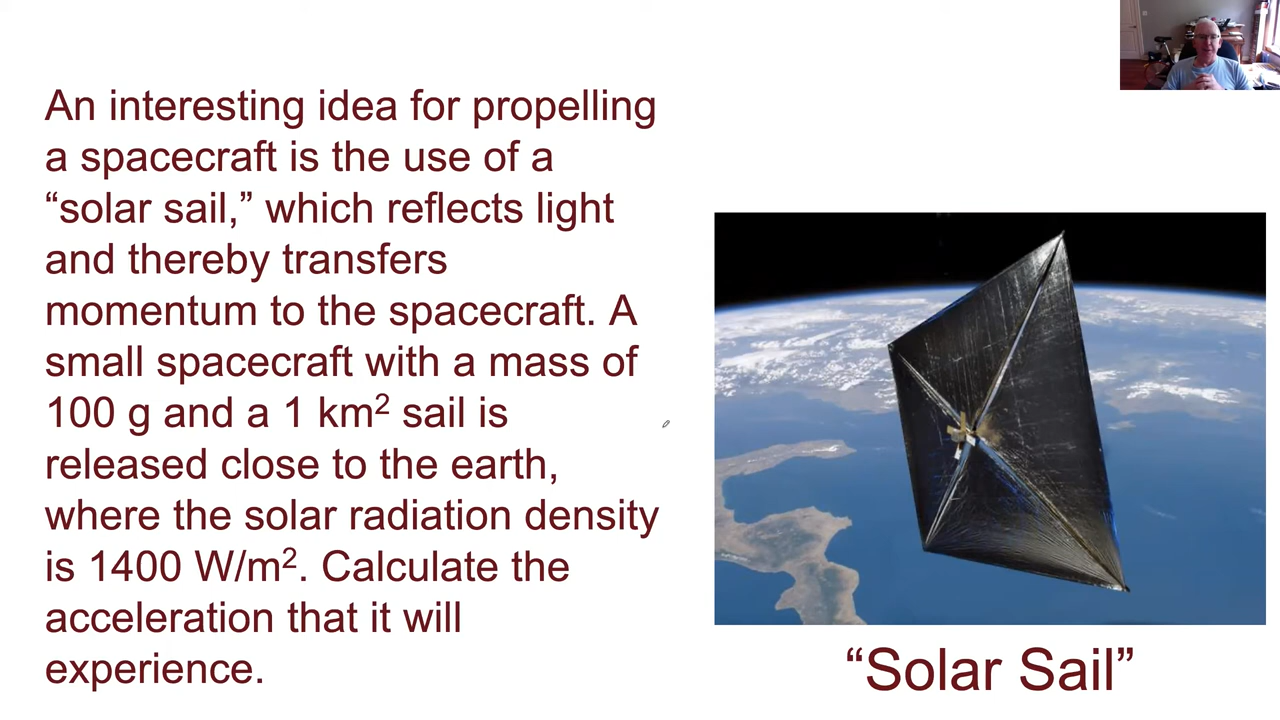 An interesting idea for propelling
a spacecraft is the use of a
“solar sail,” which reflects light
and thereby transfers
momentum to the spacecraft. A
small spacecraft with a mass of
100 g and a 1 km² sail is
released close to the earth,
where the solar radiation density
is 1400 W/m². Calculate the
acceleration that it will
experience.
“Solar Sail”